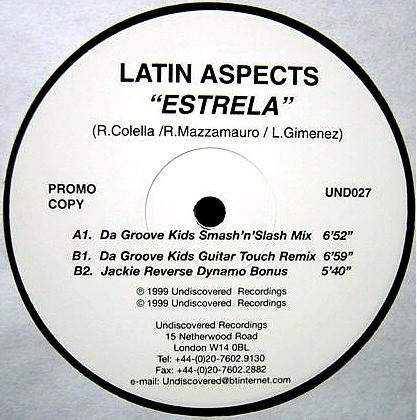 LATIN ASPECTS
“ESTRELA”
(R.Colella /R.Mazzamauro / L.Gimenez)
PROMO
COPY
UND027
A1. Da Groove Kids Smash'n'Slash Mix 6'52”
B1. Da Groove Kids Guitar Touch Remix 6'59”
B2. Jackie Reverse Dynamo Bonus 5'40”
℗ 1999 Undiscovered Recordings
© 1999 Undiscovered Recordings
Undiscovered Recordings
15 Netherwood Road
London W14 0BL
Tel: +44-(0)20-7602.9130
Fax: +44-(0)20-7602.2882
e-mail: Undiscovered@btinternet.com